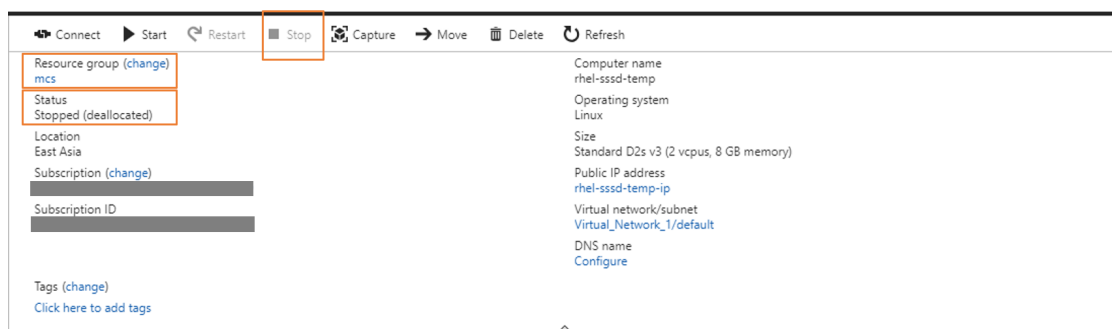 Connect Start Restart Stop Capture Move Delete Refresh
Resource group (change)
mcs
Status
Stopped (deallocated)
Location
East Asia
Subscription (change)
Subscription ID
Tags (change)
Click here to add tags
Computer name
rhel-sssd-temp
Operating system
Linux
Size
Standard D2s v3 (2 vcpus, 8 GB memory)
Public IP address
rhel-sssd-temp-ip
Virtual network/subnet
Virtual_Network_1/default
DNS name
Configure